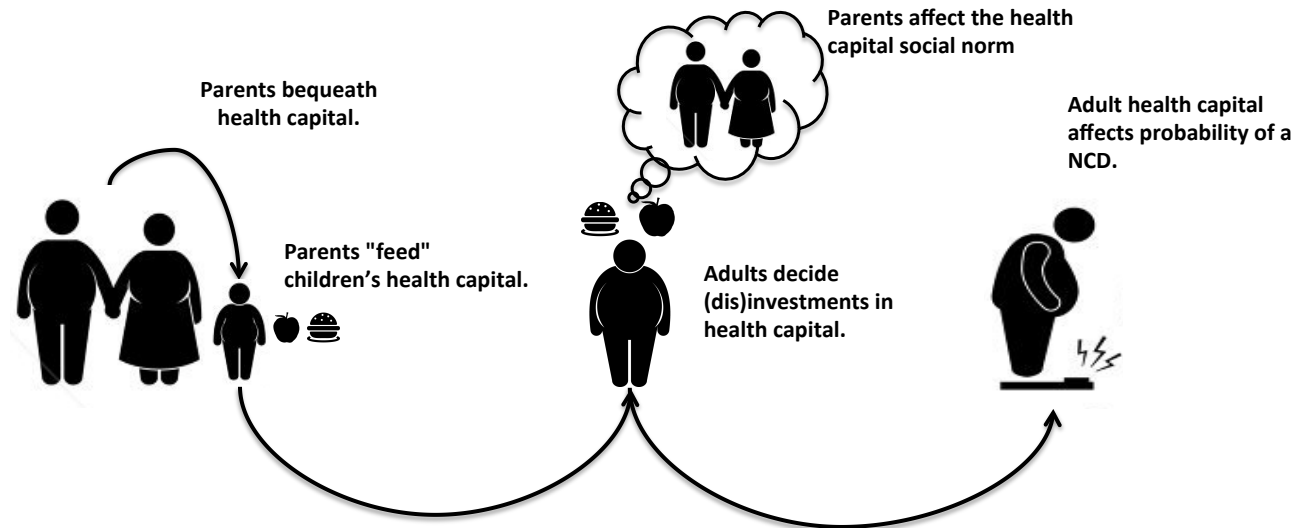 Parents affect the health
capital social norm
Parents bequeath
health capital.
Adult health capital
affects probability of a
NCD.
Parents "feed"
children’s health capital.
Adults decide
(dis)investments in
health capital.